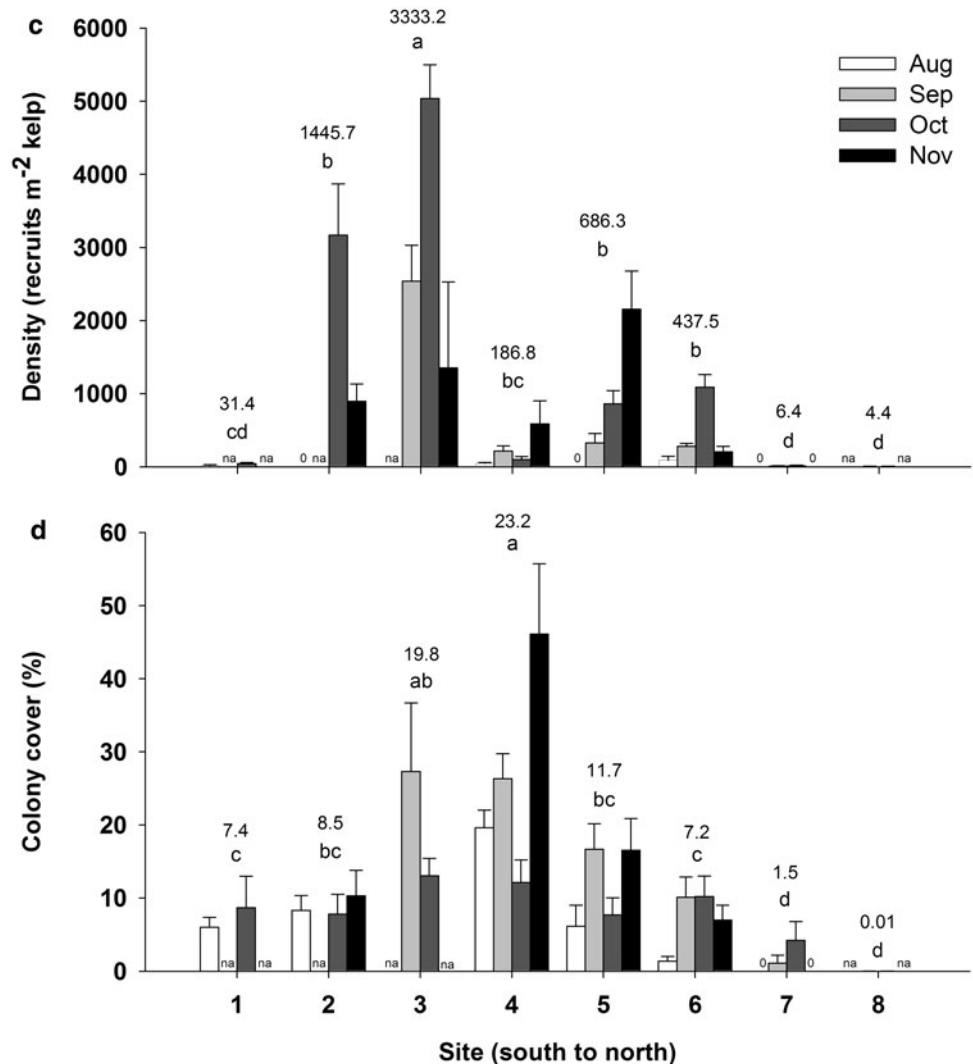 c
3333.2
a
6000
5000
4000
3000
2000
1000
0
Density (recruits m⁻² kelp)
Aug
Sep
Oct
Nov
1445.7
b
686.3
b
437.5
b
186.8
bc
31.4
cd
6.4
d
4.4
d
na na 0 na na 0 0 0 na na
d
23.2
a
60
50
40
30
20
10
0
Colony cover (%)
19.8
ab
11.7
bc
8.5
bc
7.4
c
7.2
c
1.5
d
0.01
d
na na na na na 0 0 na na
1 2 3 4 5 6 7 8
Site (south to north)